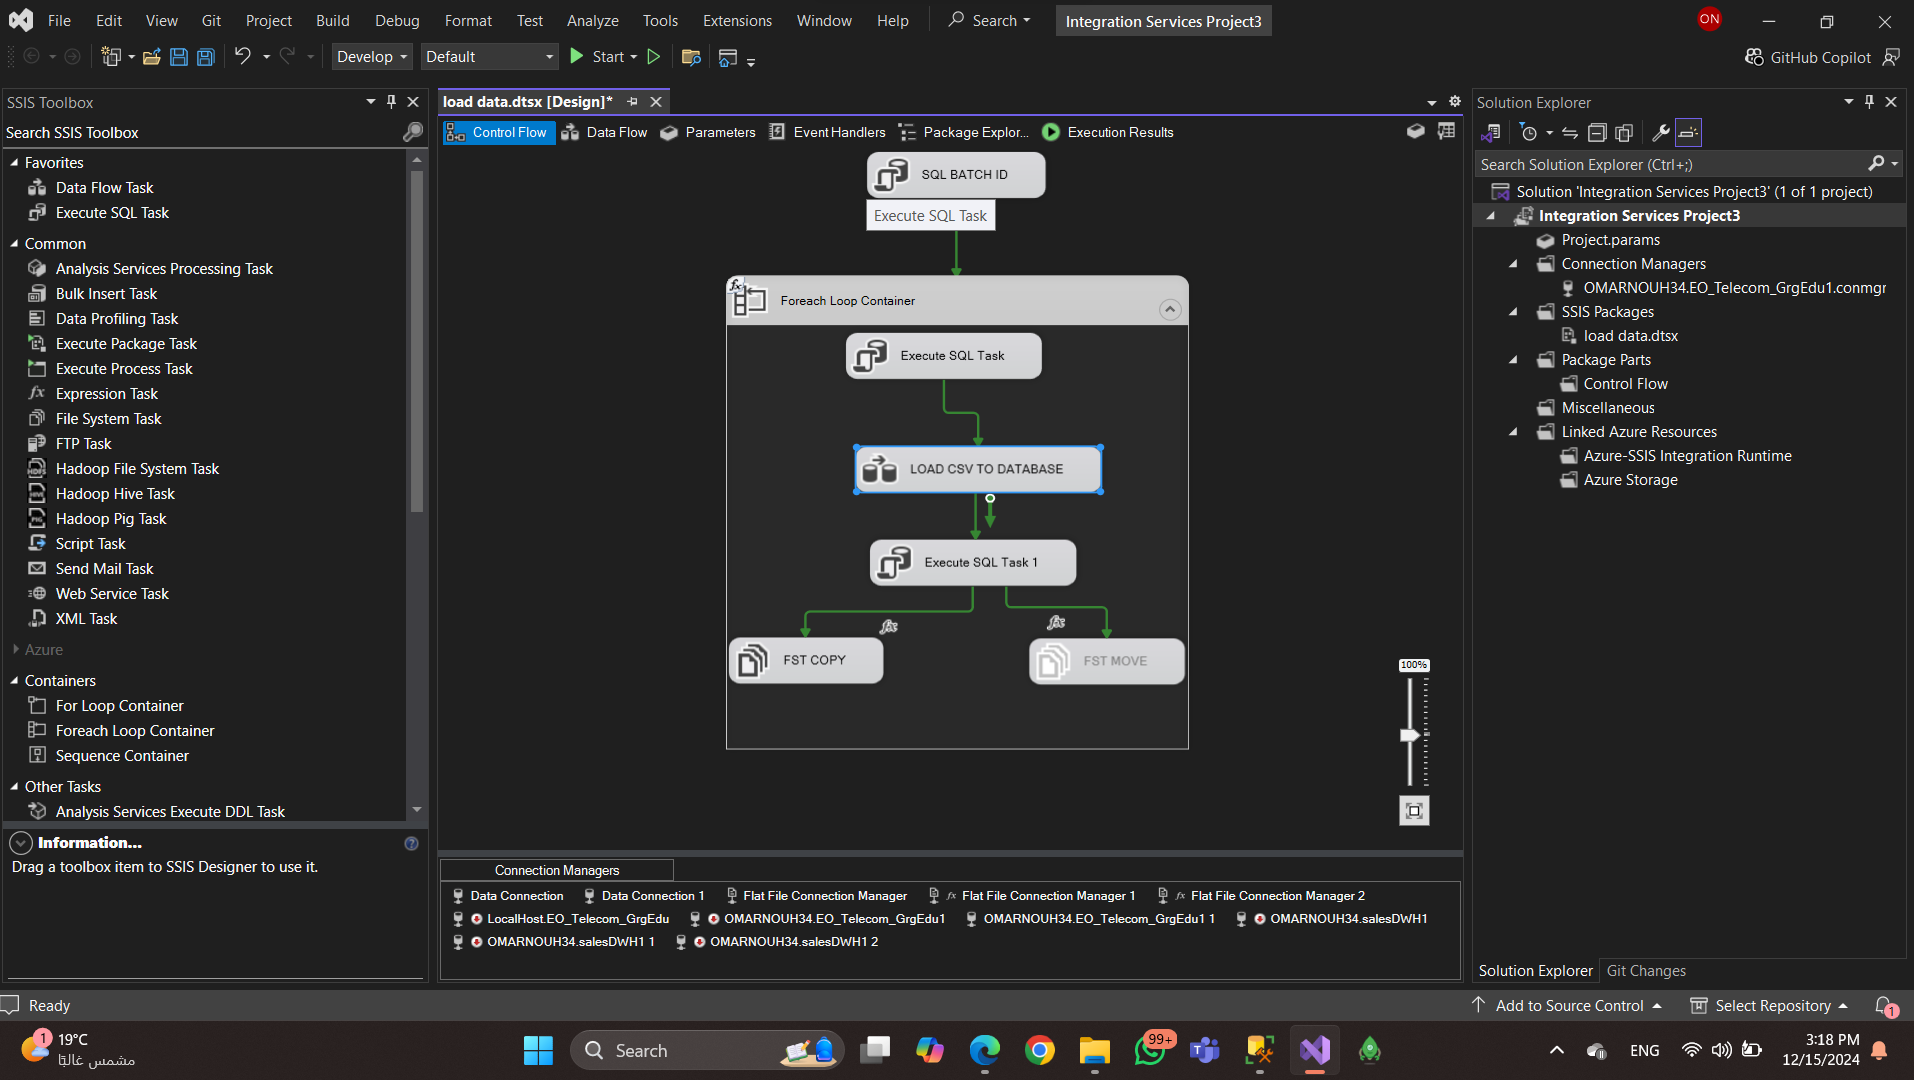 File Edit View Git Project Build Debug Format Test Analyze Tools Extensions Window Help Search Integration Services Project3 ON
Develop Default Start GitHub Copilot
SSIS Toolbox
Search SSIS Toolbox
Favorites
Data Flow Task
Execute SQL Task
Common
Analysis Services Processing Task
Bulk Insert Task
Data Profiling Task
Execute Package Task
Execute Process Task
Expression Task
File System Task
FTP Task
Hadoop File System Task
Hadoop Hive Task
Hadoop Pig Task
Script Task
Send Mail Task
Web Service Task
XML Task
Azure
Containers
For Loop Container
Foreach Loop Container
Sequence Container
Other Tasks
Analysis Services Execute DDL Task
Information...
Drag a toolbox item to SSIS Designer to use it.
load data.dtsx [Design]*
Control Flow Data Flow Parameters Event Handlers Package Explor... Execution Results
SQL BATCH ID
Execute SQL Task
fx
Foreach Loop Container
Execute SQL Task
LOAD CSV TO DATABASE
Execute SQL Task 1
fx fx
FST COPY FST MOVE
100%
Connection Managers
Data Connection Data Connection 1 Flat File Connection Manager fx Flat File Connection Manager 1 fx Flat File Connection Manager 2
LocalHost.EO_Telecom_GrgEdu OMARNOUH34.EO_Telecom_GrgEdu1 OMARNOUH34.EO_Telecom_GrgEdu1 1 OMARNOUH34.salesDWH1
OMARNOUH34.salesDWH1 1 OMARNOUH34.salesDWH1 2
Solution Explorer
Search Solution Explorer (Ctrl+;)
Solution 'Integration Services Project3' (1 of 1 project)
Integration Services Project3
Project.params
Connection Managers
OMARNOUH34.EO_Telecom_GrgEdu1.conmgr
SSIS Packages
load data.dtsx
Package Parts
Control Flow
Miscellaneous
Linked Azure Resources
Azure-SSIS Integration Runtime
Azure Storage
Solution Explorer Git Changes
Ready Add to Source Control Select Repository 1
1 19°C
مشمس غالبًا
Search
99+
ENG
3:18 PM
12/15/2024